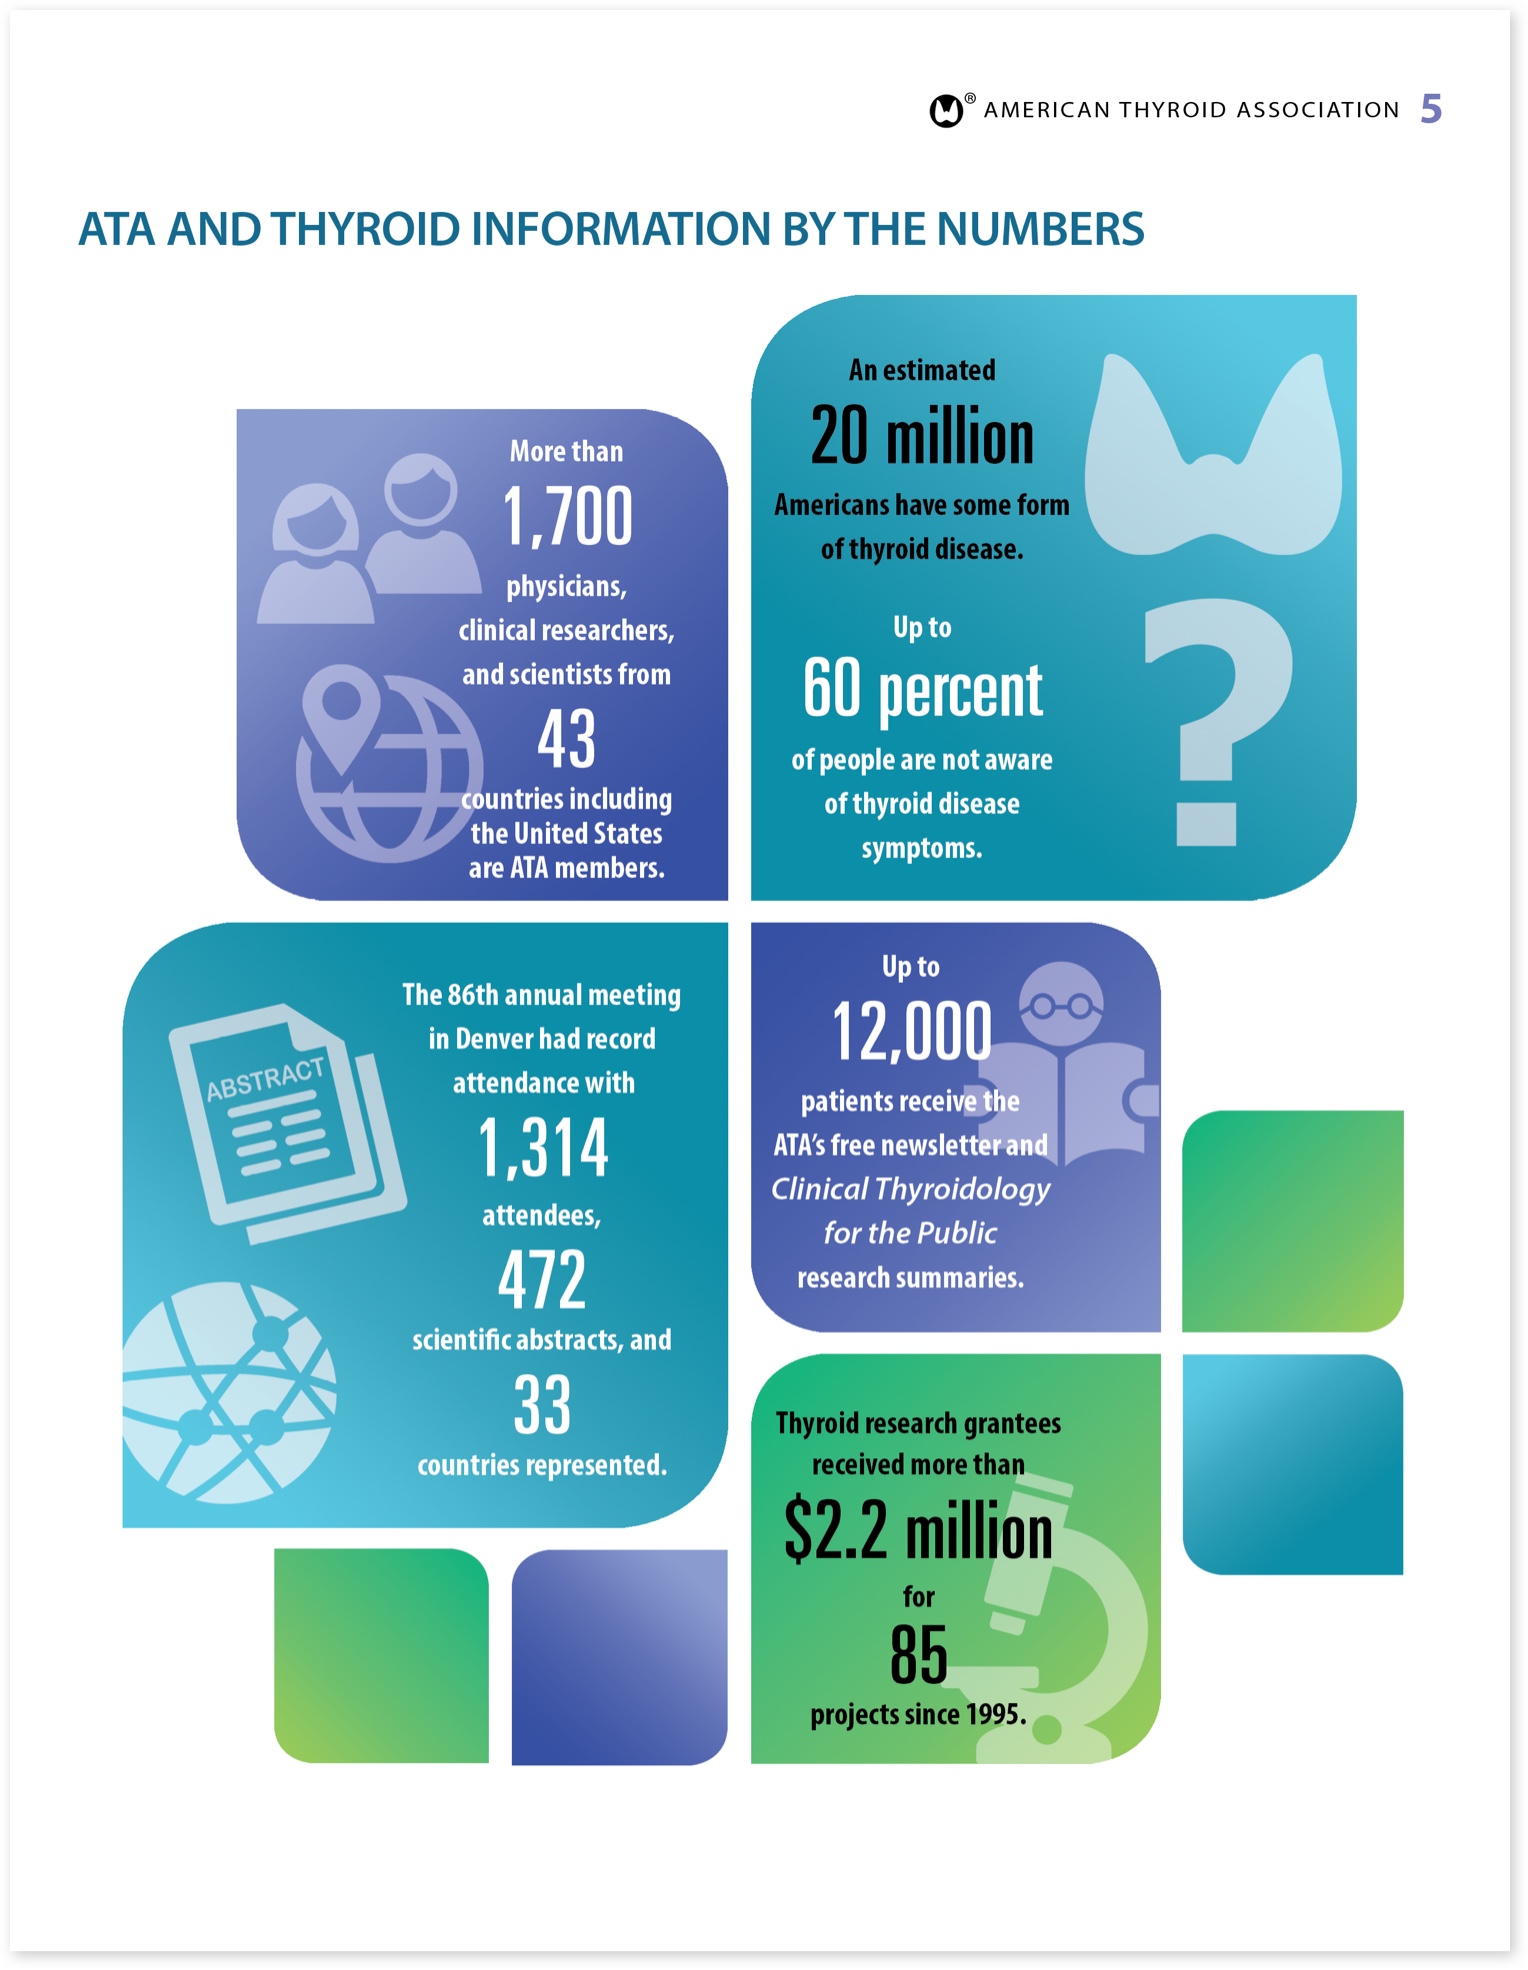 ® AMERICAN THYROID ASSOCIATION 5
ATA AND THYROID INFORMATION BY THE NUMBERS
More than
1,700
physicians,
clinical researchers,
and scientists from
43
countries including
the United States
are ATA members.
An estimated
20 million
Americans have some form
of thyroid disease.
Up to
60 percent
of people are not aware
of thyroid disease
symptoms.
?
ABSTRACT
The 86th annual meeting
in Denver had record
attendance with
1,314
attendees,
472
scientific abstracts, and
33
countries represented.
Up to
12,000
patients receive the
ATA's free newsletter and
Clinical Thyroidology
for the Public
research summaries.
Thyroid research grantees
received more than
$2.2 million
for
85
projects since 1995.